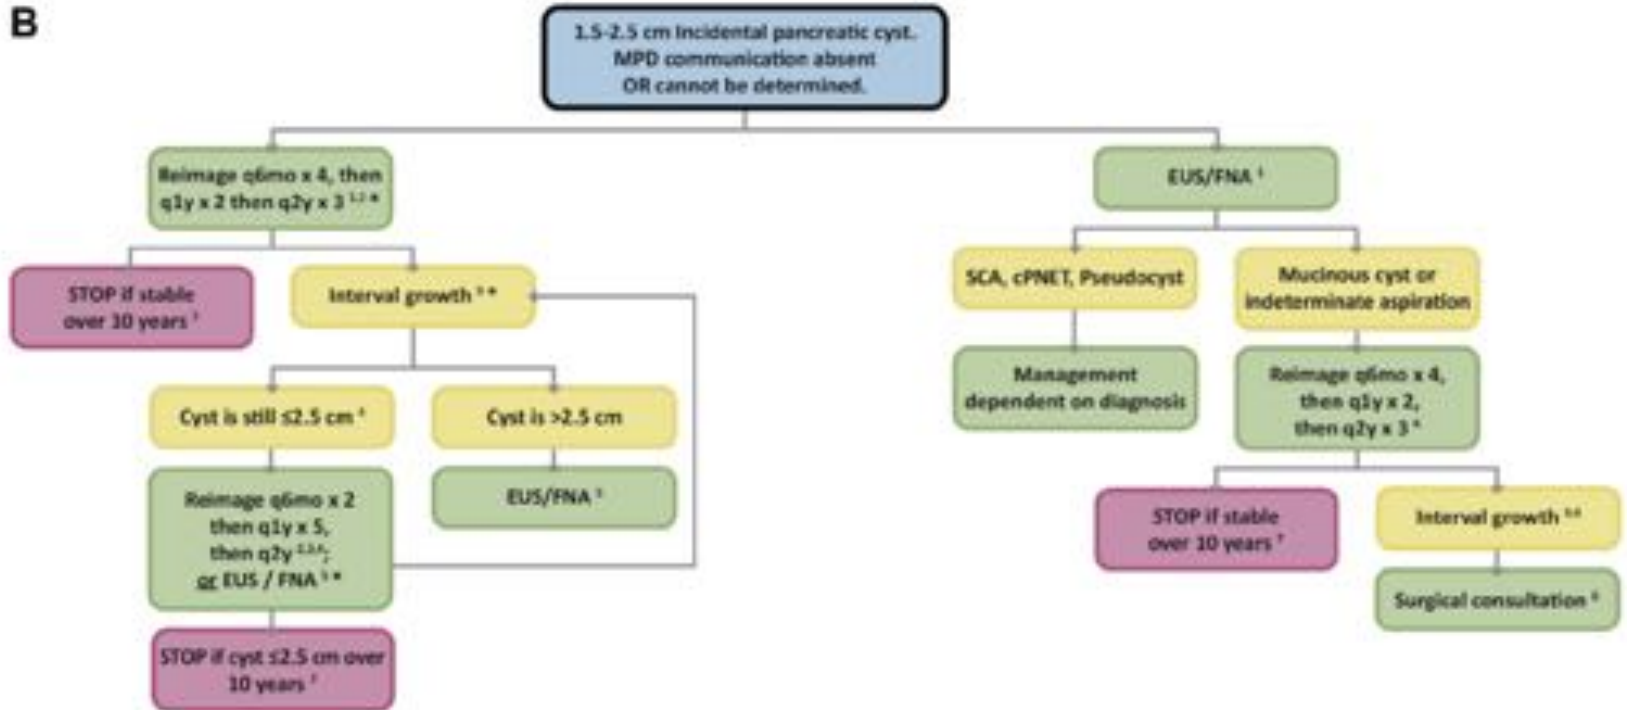 B
1.5-2.5 cm Incidental pancreatic cyst.
MPD communication absent
OR cannot be determined.
Reimage q6mo x 4, then
q1y x 2 then q2y x 3
EUS/FNA
STOP if stable
over 10 years
Interval growth
SCA, cPNET, Pseudocyst
Mucinous cyst or
indeterminate aspiration
Cyst is still ≤2.5 cm
Cyst is >2.5 cm
Management
dependent on diagnosis
Reimage q6mo x 4,
then q1y x 2,
then q2y x 3
Reimage q6mo x 2
then q1y x 5,
then q2y
or EUS / FNA
EUS/FNA
STOP if stable
over 10 years
Interval growth
Surgical consultation
STOP if cyst ≤2.5 cm over
10 years